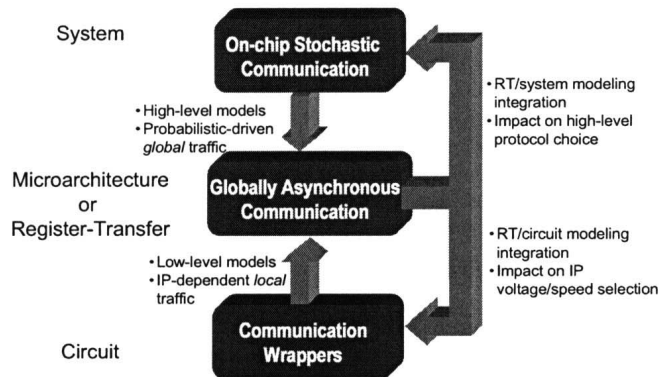 System
On-chip Stochastic
Communication
• High-level models
• Probabilistic-driven
global traffic
• RT/system modeling
integration
• Impact on high-level
protocol choice
Microarchitecture
or
Register-Transfer
Globally Asynchronous
Communication
• Low-level models
• IP-dependent local
traffic
• RT/circuit modeling
integration
• Impact on IP
voltage/speed selection
Circuit
Communication
Wrappers